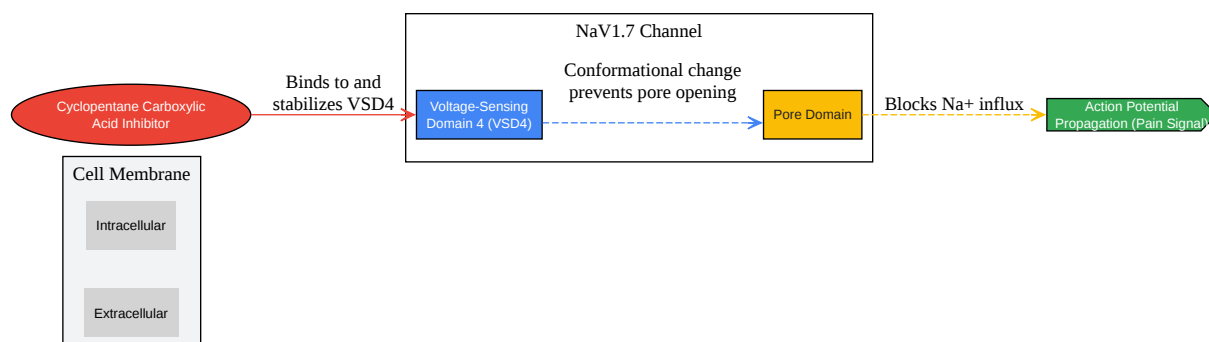 NaV1.7 Channel
Cyclopentane Carboxylic
Acid Inhibitor
Binds to and
stabilizes VSD4
Voltage-Sensing
Domain 4 (VSD4)
Conformational change
prevents pore opening
Pore Domain
Blocks Na+ influx
Action Potential
Propagation (Pain Signal)
Cell Membrane
Intracellular
Extracellular